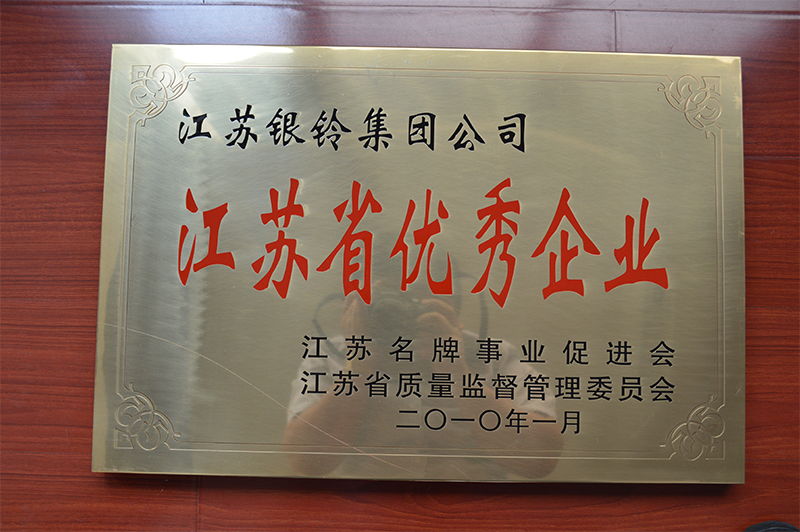 江苏银铃集团公司
江苏省优秀企业
江苏名牌事业促进会
江苏省质量监督管理委员会
二〇一〇年一月